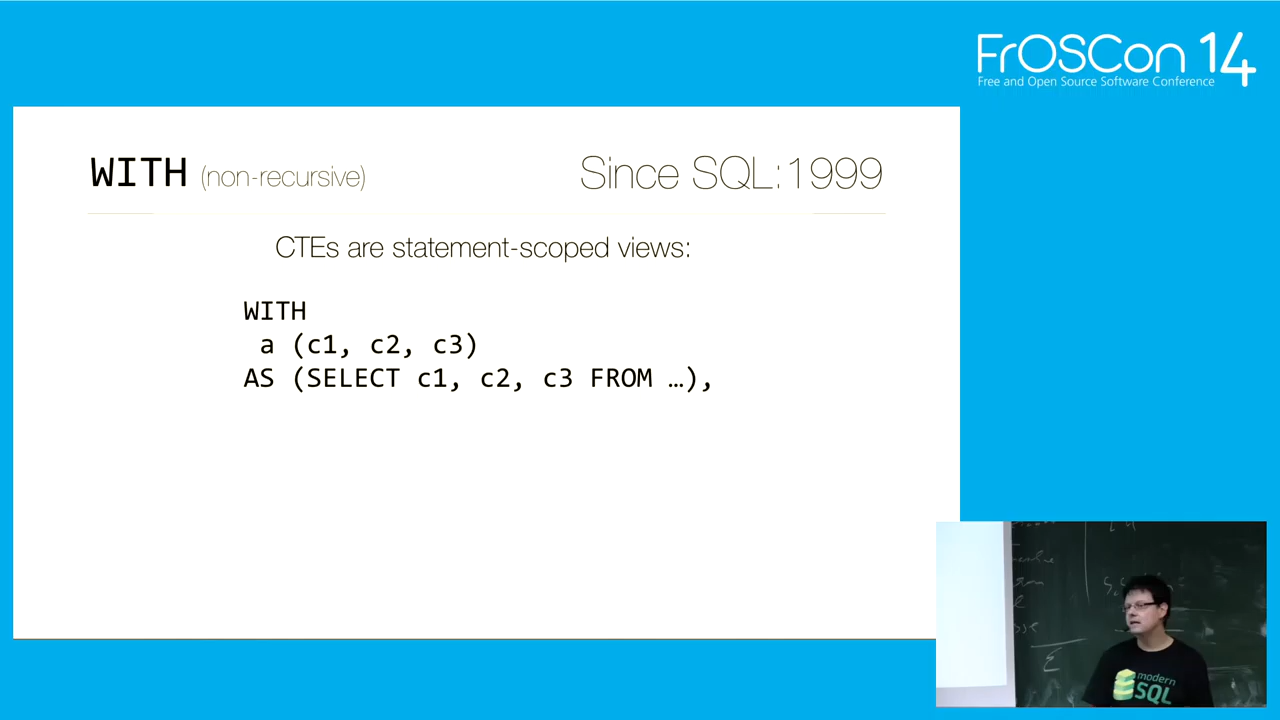 FrOSCon 14
Free and Open Source Software Conference
WITH (non-recursive) Since SQL:1999
CTEs are statement-scoped views:
WITH
a (c1, c2, c3)
AS (SELECT c1, c2, c3 FROM …),
modern
SQL